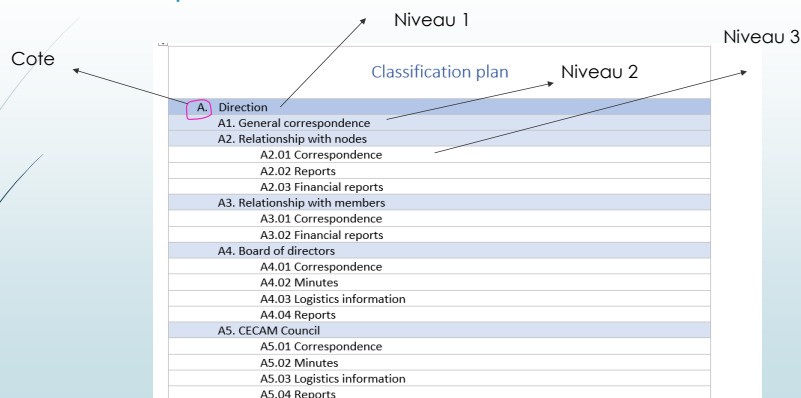 Niveau 1
Niveau 3
Cote
Classification plan
Niveau 2
A. Direction
A1. General correspondence
A2. Relationship with nodes
A2.01 Correspondence
A2.02 Reports
A2.03 Financial reports
A3. Relationship with members
A3.01 Correspondence
A3.02 Financial reports
A4. Board of directors
A4.01 Correspondence
A4.02 Minutes
A4.03 Logistics information
A4.04 Reports
A5. CECAM Council
A5.01 Correspondence
A5.02 Minutes
A5.03 Logistics information
A5.04 Reports